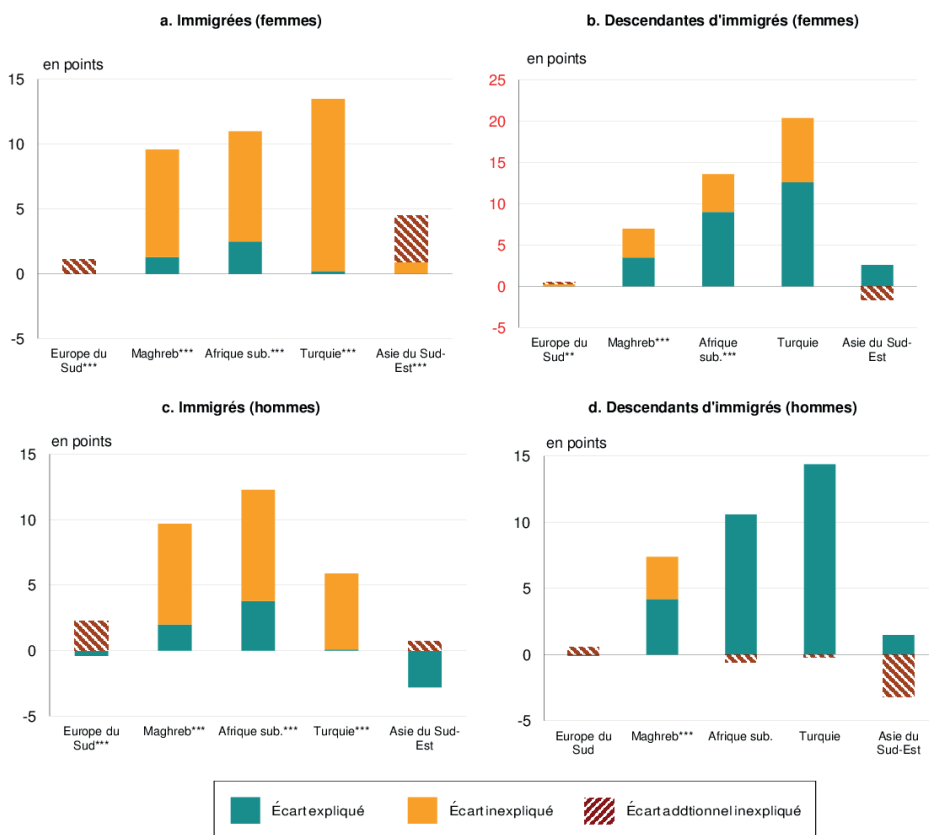 a. Immigrées (femmes)
en points
15
10
5
0
-5
Europe du
Sud***
Maghreb***
Afrique sub.***
Turquie***
Asie du Sud-
Est***
b. Descendantes d'immigrés (femmes)
en points
25
20
15
10
5
0
-5
Europe du
Sud**
Maghreb***
Afrique
sub.***
Turquie
Asie du Sud-
Est
c. Immigrés (hommes)
en points
15
10
5
0
-5
Europe du
Sud***
Maghreb***
Afrique sub.***
Turquie***
Asie du Sud-
Est
d. Descendants d'immigrés (hommes)
en points
15
10
5
0
-5
Europe du
Sud
Maghreb***
Afrique sub.
Turquie
Asie du
Sud-Est
Écart expliqué
Écart inexpliqué
Écart addtionnel inexpliqué